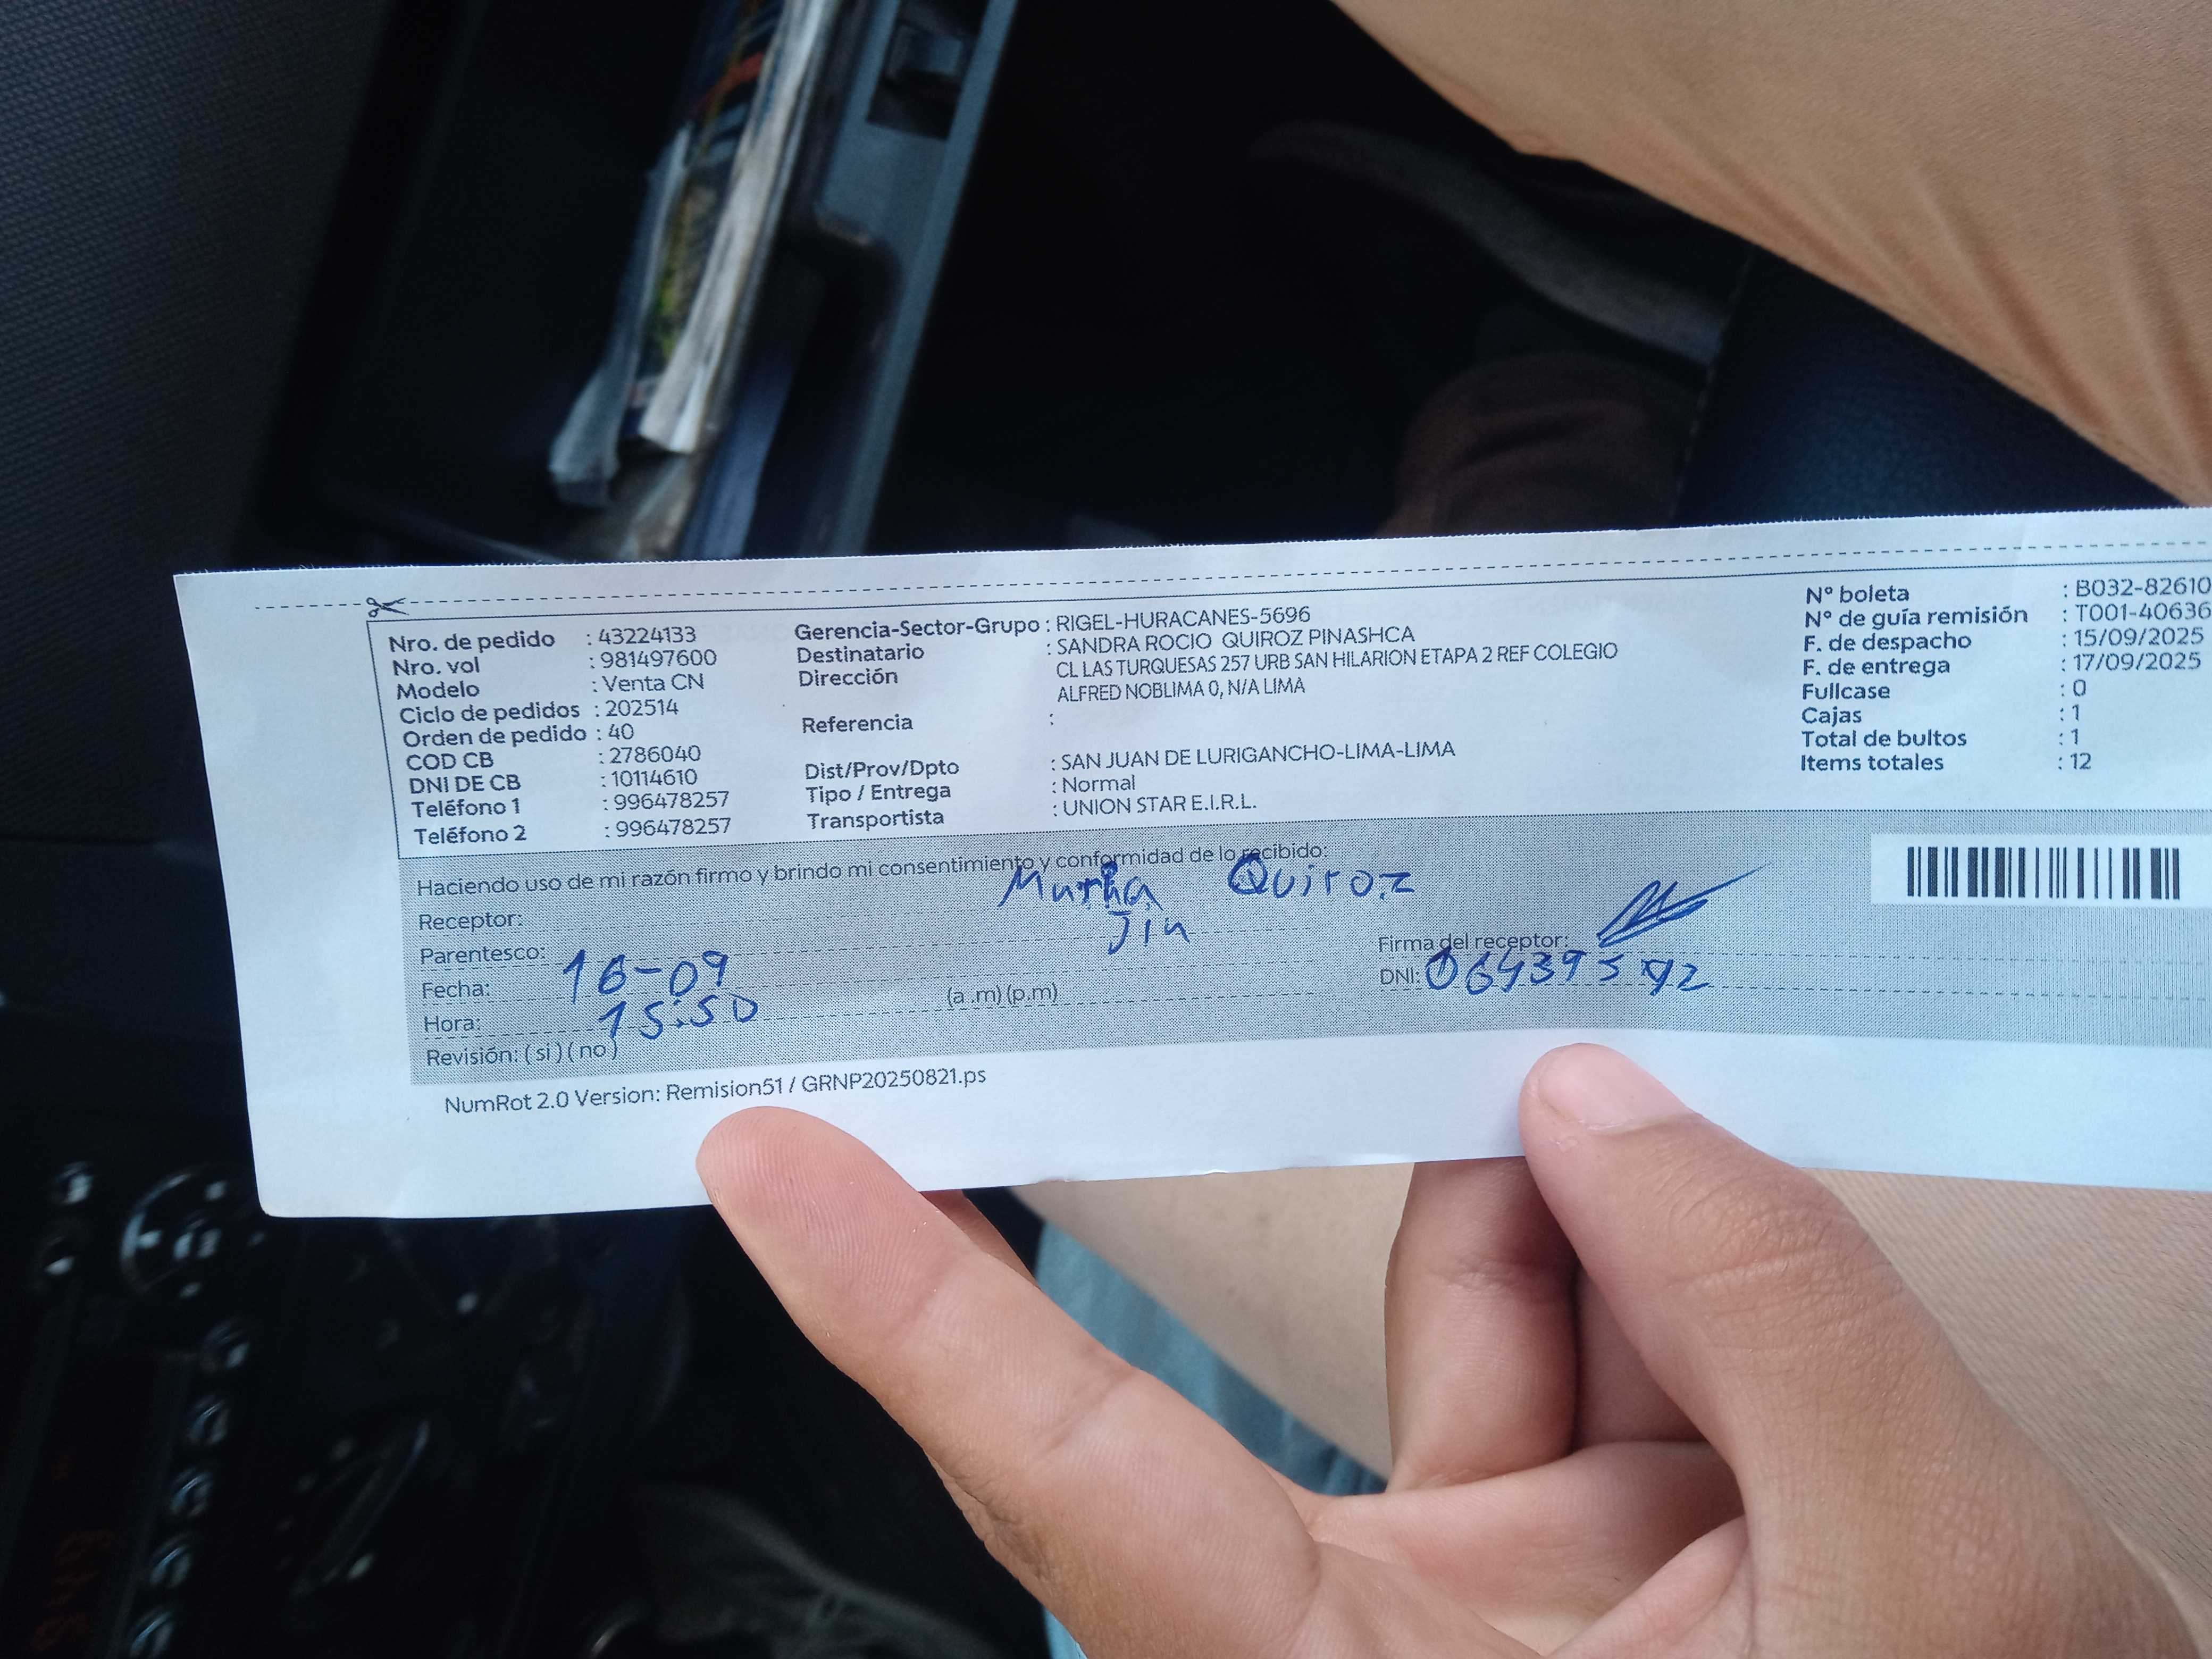 Nro. de pedido : 43224133
Nro. vol : 981497600
Modelo : Venta CN
Ciclo de pedidos : 202514
Orden de pedido : 40
COD CB : 2786040
DNI DE CB : 10114610
Teléfono 1 : 996478257
Teléfono 2 : 996478257
Gerencia-Sector-Grupo : RIGEL-HURACANES-5696
Destinatario : SANDRA ROCIO QUIROZ PINASHCA
Dirección CL LAS TURQUESAS 257 URB SAN HILARION ETAPA 2 REF COLEGIO
ALFRED NOBLIMA 0, N/A LIMA
Referencia :
Dist/Prov/Dpto : SAN JUAN DE LURIGANCHO-LIMA-LIMA
Tipo / Entrega : Normal
Transportista : UNION STAR E.I.R.L.
Nº boleta : B032-82610
Nº de guía remisión : T001-40636
F. de despacho : 15/09/2025
F. de entrega : 17/09/2025
Fullcase : 0
Cajas : 1
Total de bultos : 1
Items totales : 12
Haciendo uso de mi razón firmo y brindo mi consentimiento y conformidad de lo recibido:
Receptor: Quiroz
Parentesco:
Fecha: 16-09
Hora: 15:50 (a .m) (p.m)
Revisión: (si) (no)
Firma del receptor:
DNI:
NumRot 2.0 Version: Remision51 / GRNP20250821.ps